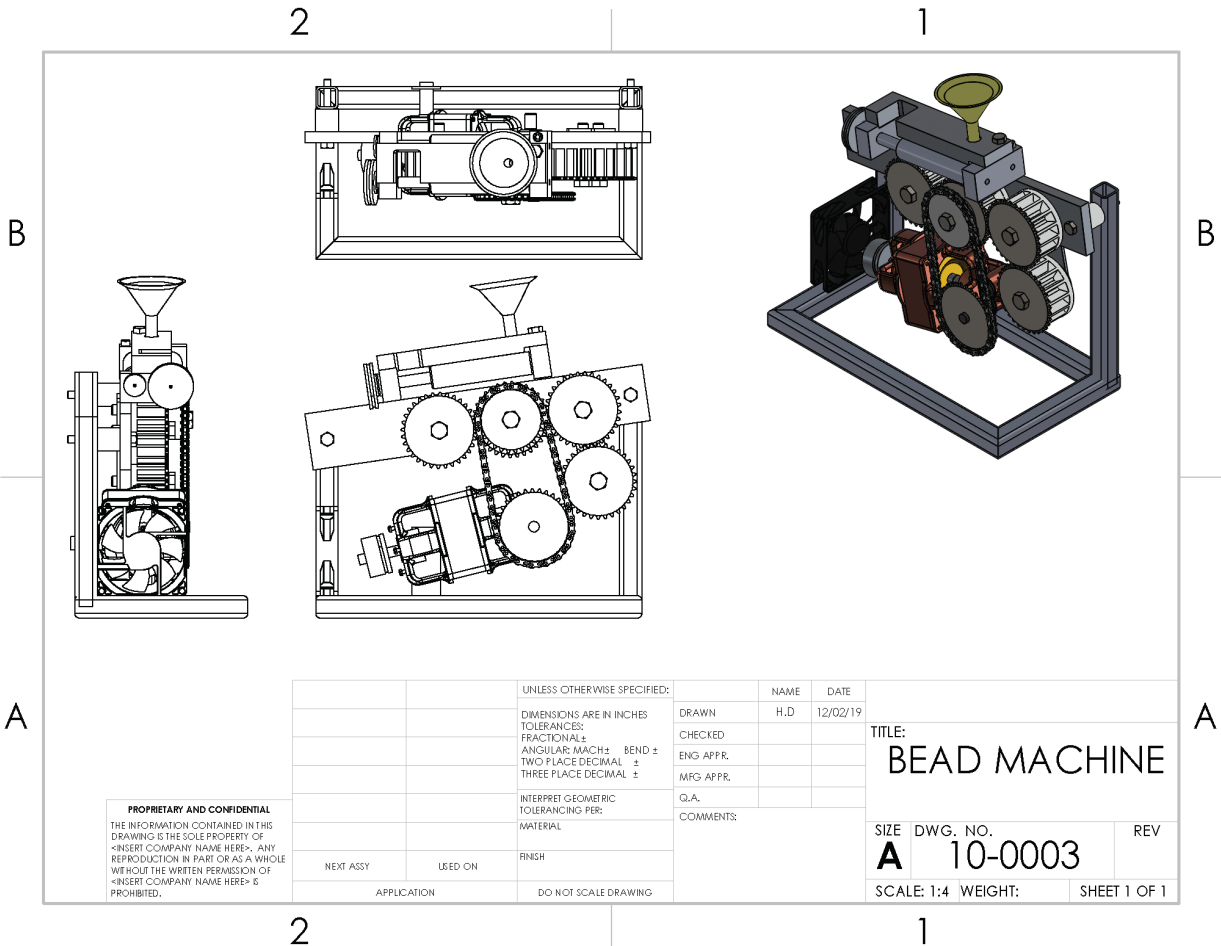 2
1
B
B
A
A
UNLESS OTHERWISE SPECIFIED:
DIMENSIONS ARE IN INCHES
TOLERANCES:
FRACTIONAL±
ANGULAR: MACH± BEND ±
TWO PLACE DECIMAL ±
THREE PLACE DECIMAL ±
INTERPRET GEOMETRIC
TOLERANCING PER:
MATERIAL
FINISH
DO NOT SCALE DRAWING
NAME DATE
DRAWN H.D 12/02/19
CHECKED
ENG APPR.
MFG APPR.
Q.A.
COMMENTS:
TITLE:
BEAD MACHINE
SIZE DWG. NO. REV
A 10-0003
SCALE: 1:4 WEIGHT: SHEET 1 OF 1
PROPRIETARY AND CONFIDENTIAL
THE INFORMATION CONTAINED IN THIS
DRAWING IS THE SOLE PROPERTY OF
<INSERT COMPANY NAME HERE>. ANY
REPRODUCTION IN PART OR AS A WHOLE
WITHOUT THE WRITTEN PERMISSION OF
<INSERT COMPANY NAME HERE> IS
PROHIBITED.
NEXT ASSY USED ON
APPLICATION
2
1